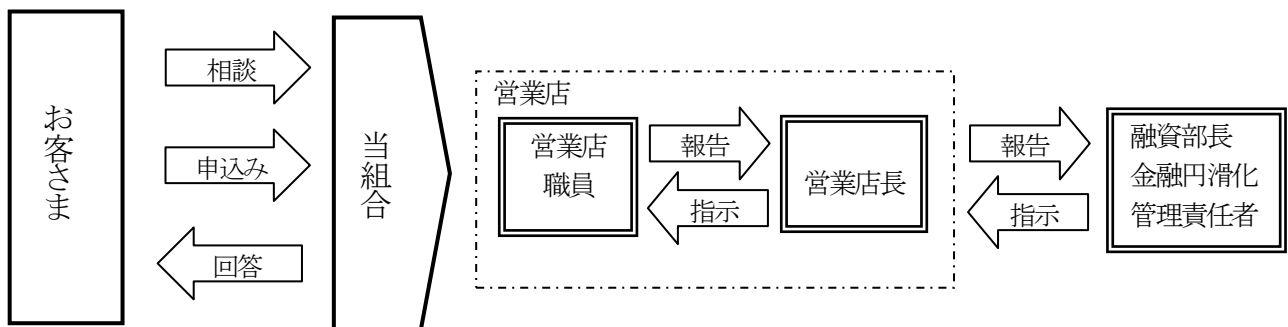 お客さま
相談
申込み
回答
当組合
営業店
営業店
職員
報告
指示
営業店長
報告
指示
融資部長
金融円滑化
管理責任者